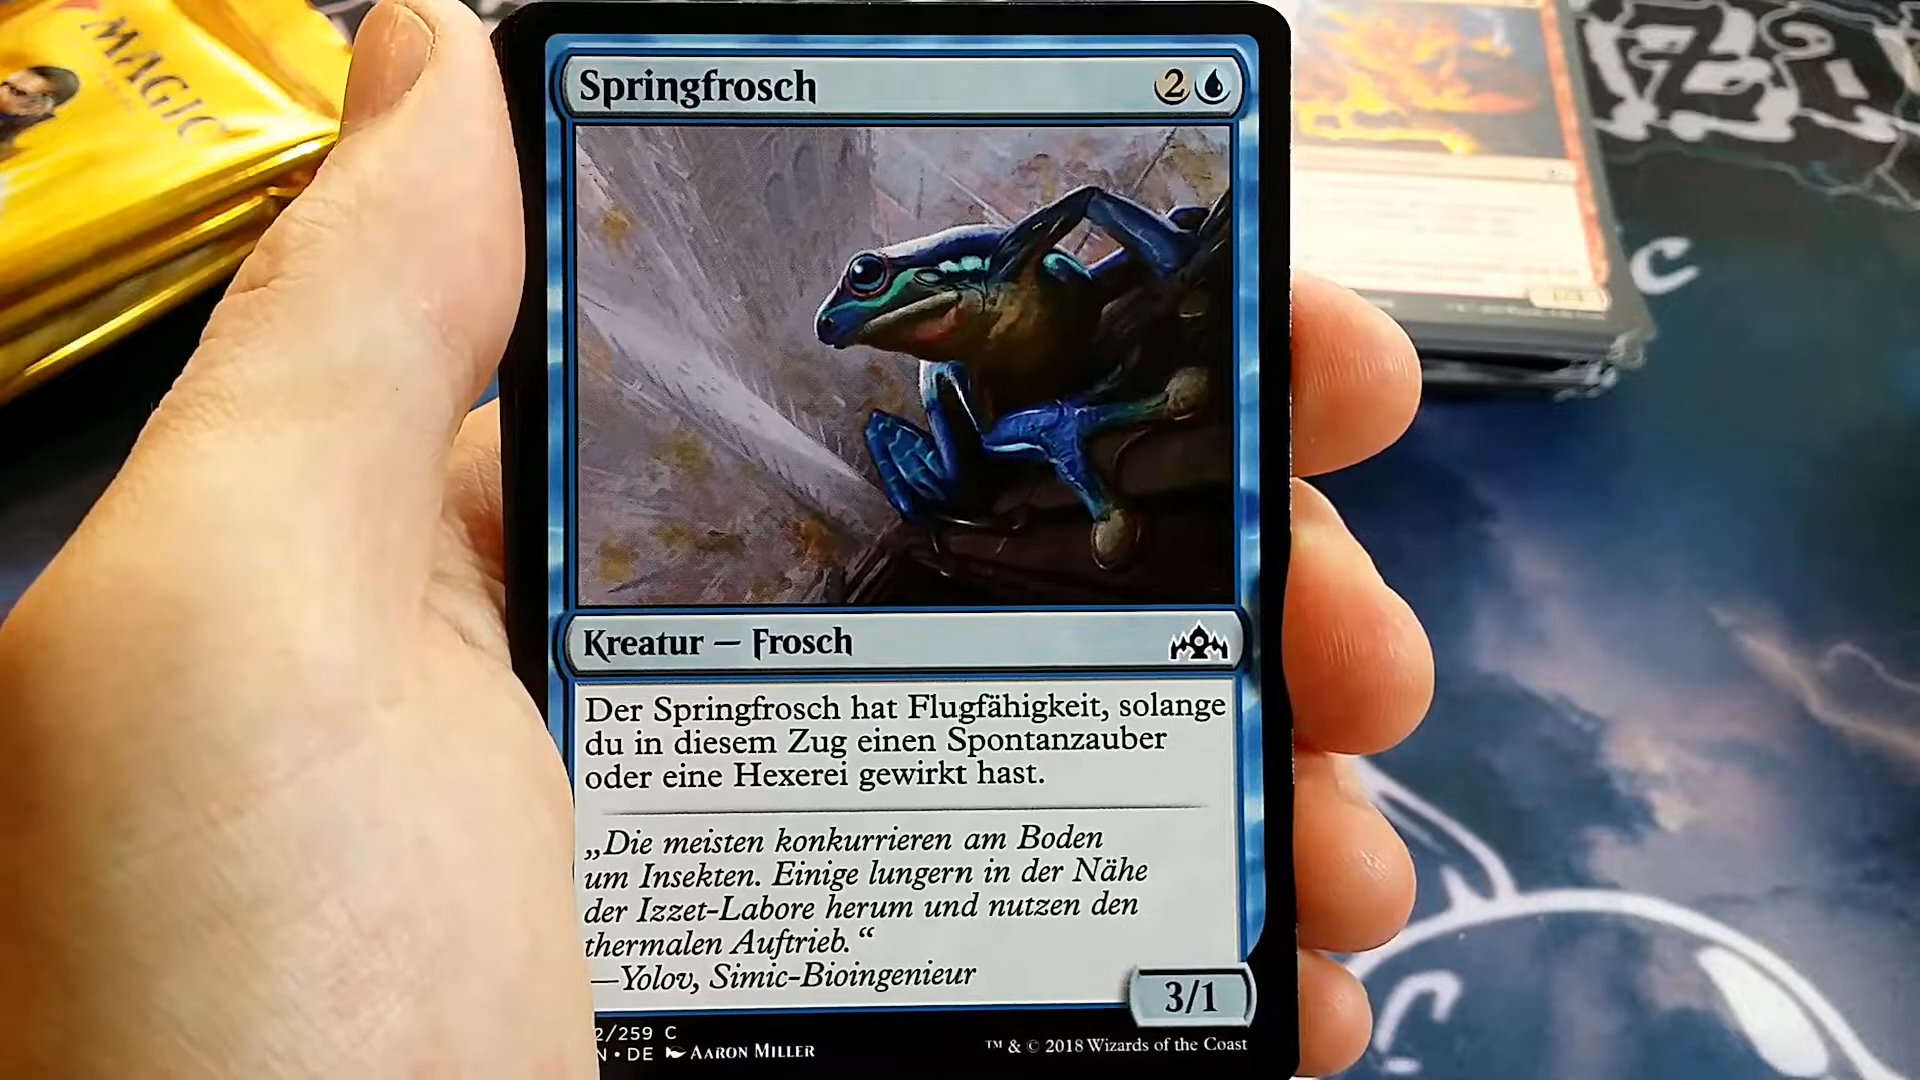 MAGIC
Springfrosch
2
Kreatur — Frosch
Der Springfrosch hat Flugfähigkeit, solange
du in diesem Zug einen Spontanzauber
oder eine Hexerei gewirkt hast.
„Die meisten konkurrieren am Boden
um Insekten. Einige lungern in der Nähe
der Izzet-Labore herum und nutzen den
thermalen Auftrieb.“
—Yolov, Simic-Bioingenieur
3/1
2/259 C
N • DE Aaron Miller
™ & © 2018 Wizards of the Coast